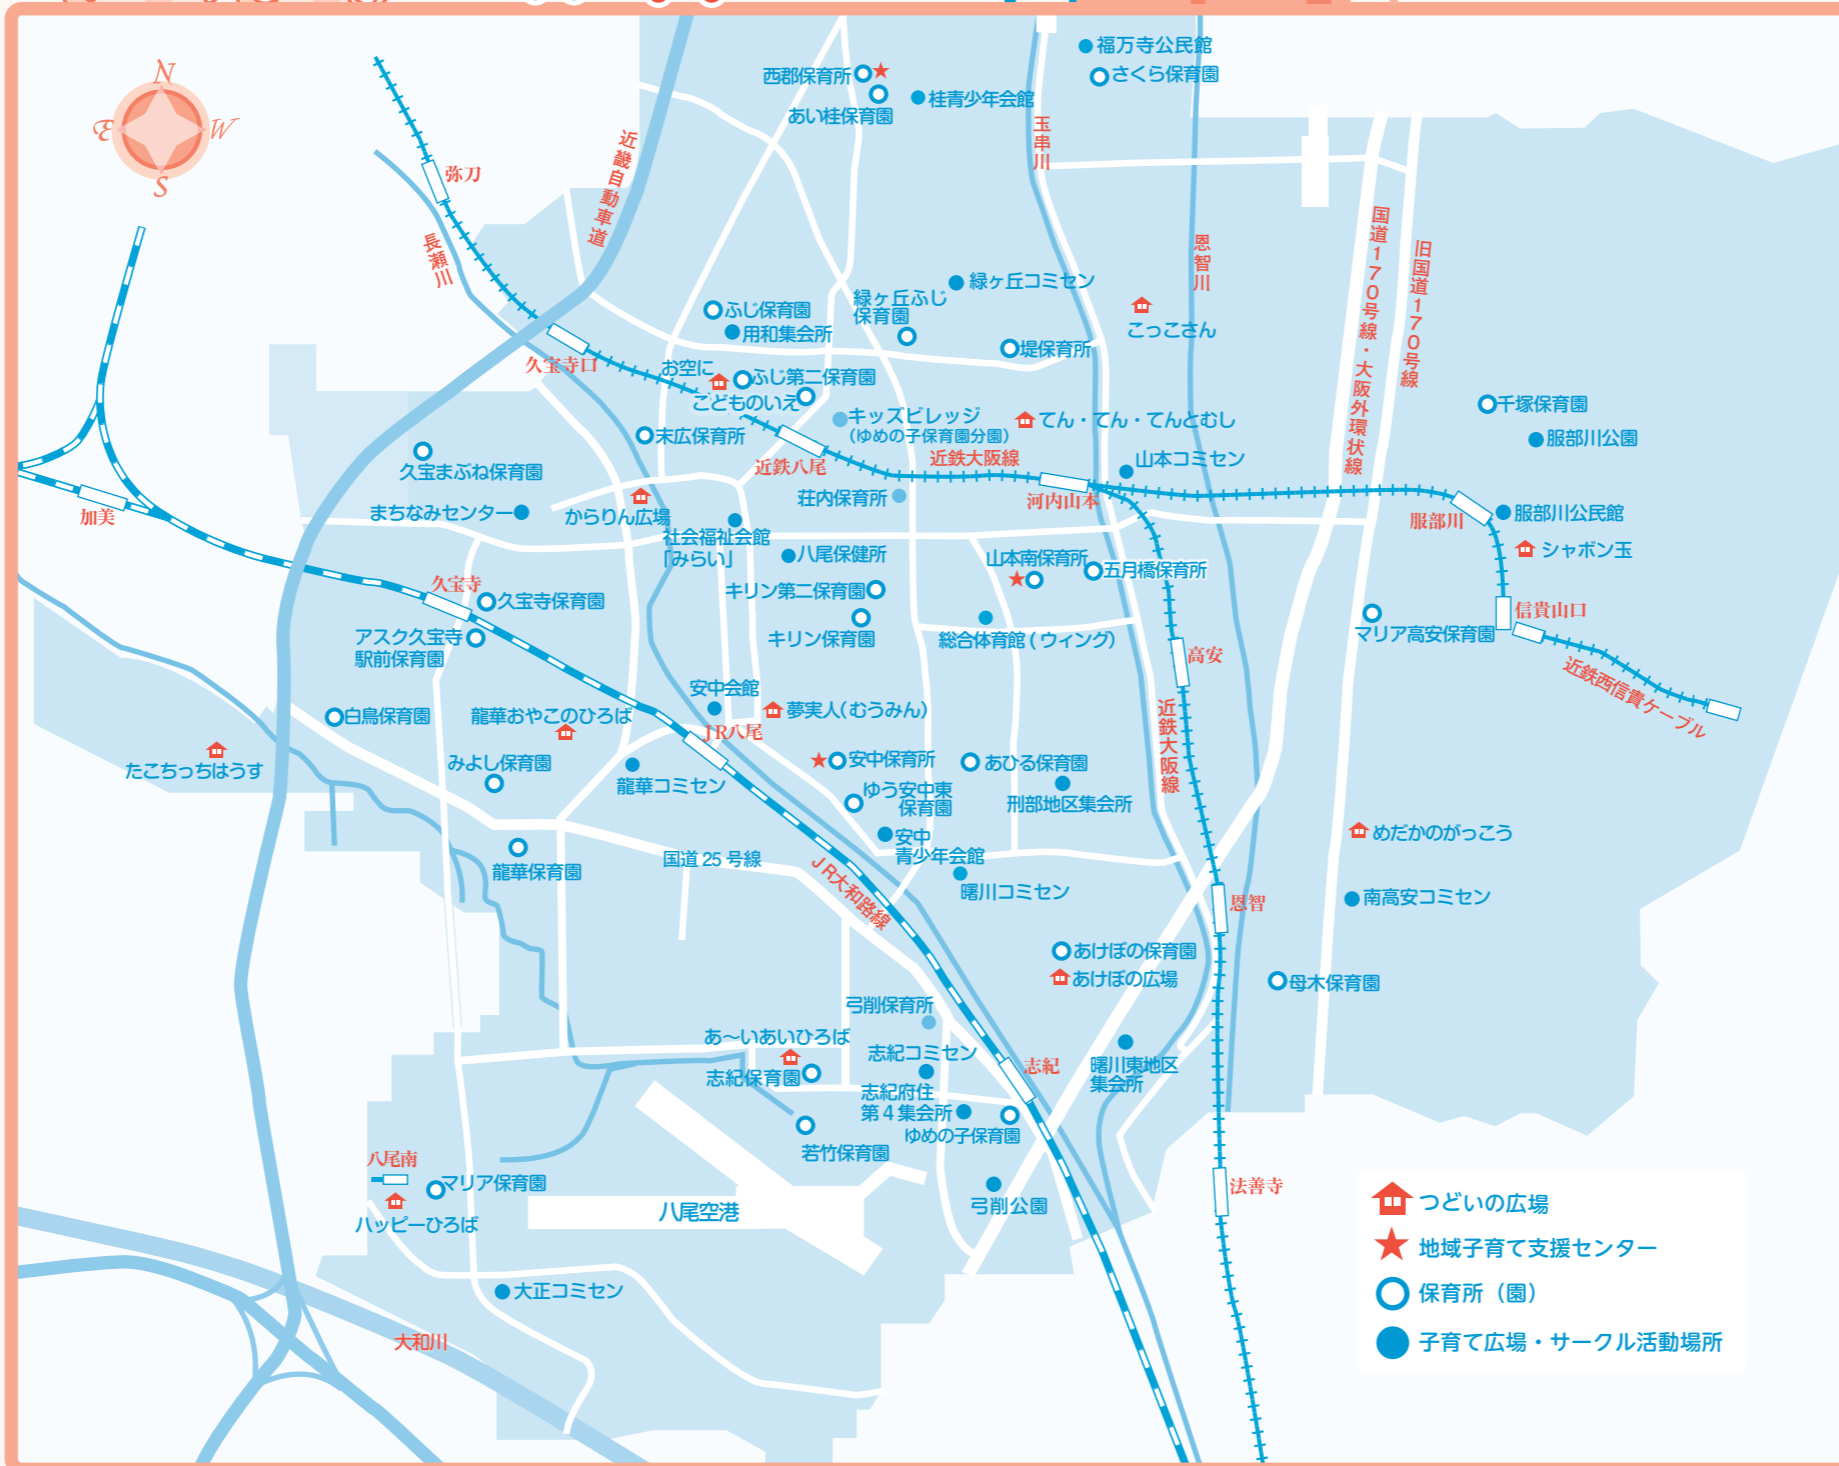 N
E
W
S
福万寺公民館
さくら保育園
西郡保育所
あい桂保育園
桂青少年会館
玉串川
近畿自動車道
弥刀
長瀬川
恩智川
国道170号線・大阪外環状線
旧国道170号線
緑ヶ丘コミセン
緑ヶ丘ふじ
保育園
ふじ保育園
用和集会所
こっこさん
堤保育所
久宝寺口
お空に
ふじ第二保育園
こどものいえ
キッズビレッジ
(ゆめの子保育園分園)
てん・てん・てんとむし
千塚保育園
服部川公園
末広保育所
近鉄八尾
近鉄大阪線
山本コミセン
久宝まぶね保育園
荘内保育所
河内山本
加美
まちなみセンター
からりん広場
社会福祉会館
「みらい」
服部川
服部川公民館
シャボン玉
八尾保健所
山本南保育所
五月橋保育所
久宝寺
久宝寺保育園
キリン第二保育園
信貴山口
アスク久宝寺
駅前保育園
キリン保育園
総合体育館(ウィング)
マリア高安保育園
高安
近鉄西信貴ケーブル
安中会館
白鳥保育園
龍華おやこのひろば
夢実人(むうみん)
JR八尾
近鉄大阪線
たこちっちはうす
みよし保育園
安中保育所
あひる保育園
龍華コミセン
ゆう安中東
保育園
刑部地区集会所
安中
青少年会館
めだかのがっこう
龍華保育園
国道25号線
JR大和路線
曙川コミセン
恩智
南高安コミセン
あけぼの保育園
あけぼの広場
母木保育園
弓削保育所
あ〜いあいひろば
志紀コミセン
志紀
曙川東地区
集会所
志紀保育園
志紀府住
第4集会所
ゆめの子保育園
若竹保育園
八尾南
マリア保育園
法善寺
八尾空港
弓削公園
ハッピーひろば
大正コミセン
大和川
つどいの広場
地域子育て支援センター
保育所（園）
子育て広場・サークル活動場所